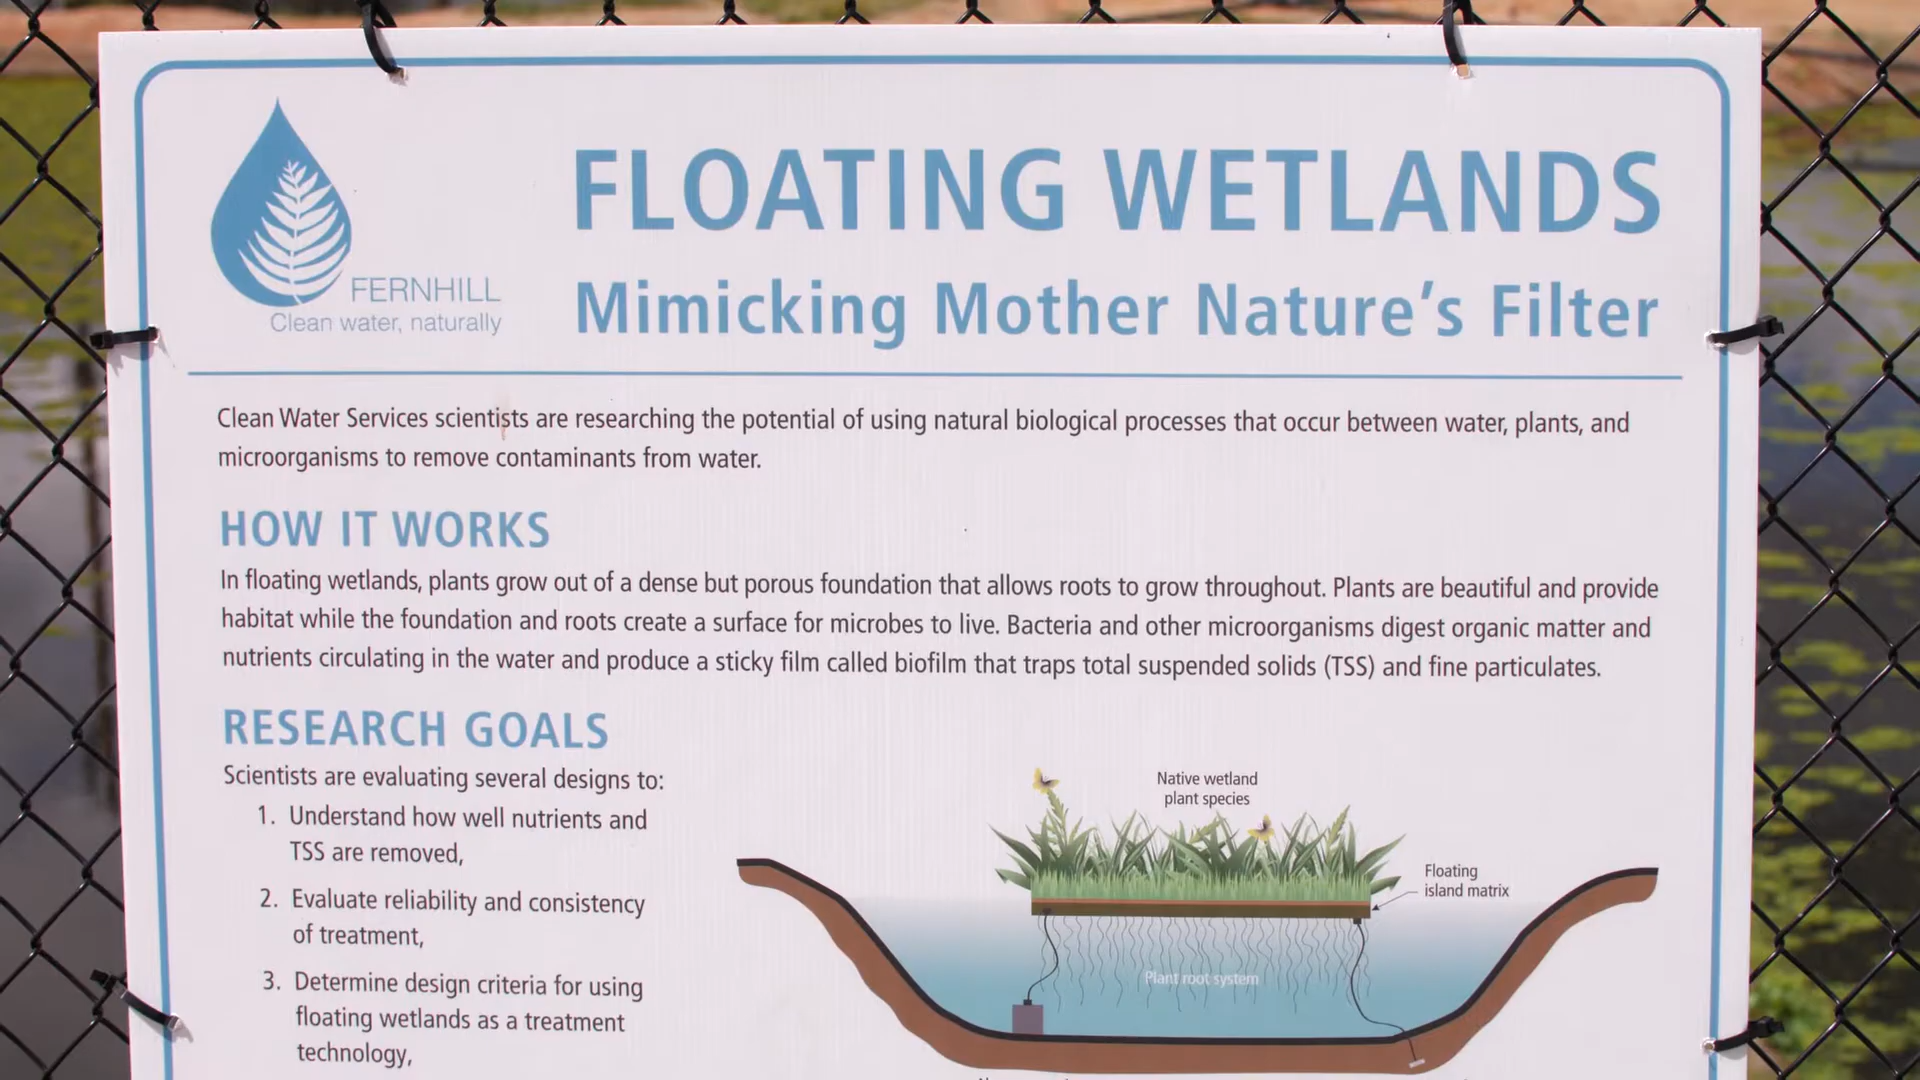 FLOATING WETLANDS
Mimicking Mother Nature's Filter
FERNHILL
Clean water, naturally
Clean Water Services scientists are researching the potential of using natural biological processes that occur between water, plants, and
microorganisms to remove contaminants from water.
HOW IT WORKS
In floating wetlands, plants grow out of a dense but porous foundation that allows roots to grow throughout. Plants are beautiful and provide
habitat while the foundation and roots create a surface for microbes to live. Bacteria and other microorganisms digest organic matter and
nutrients circulating in the water and produce a sticky film called biofilm that traps total suspended solids (TSS) and fine particulates.
RESEARCH GOALS
Scientists are evaluating several designs to:
1. Understand how well nutrients and
TSS are removed,
2. Evaluate reliability and consistency
of treatment,
3. Determine design criteria for using
floating wetlands as a treatment
technology,
Native wetland
plant species
Floating
island matrix
Plant root system